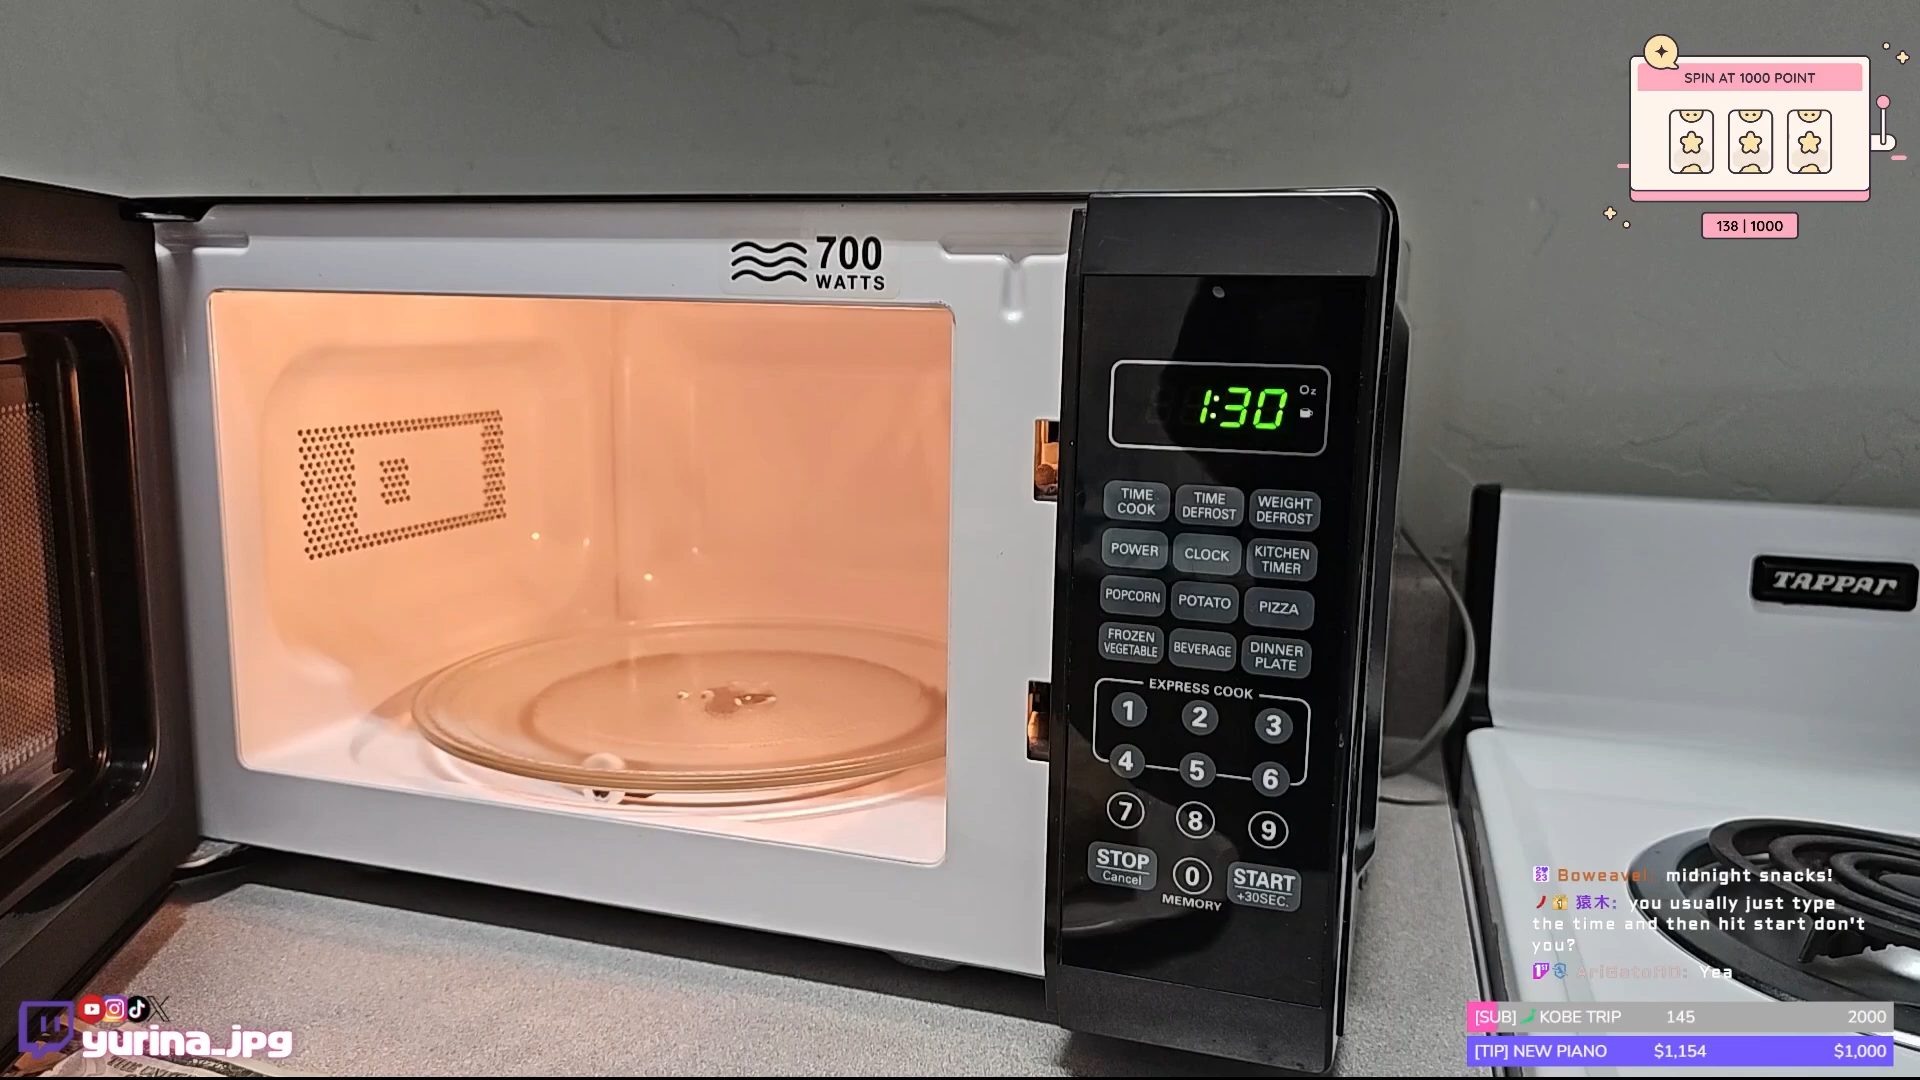 SPIN AT 1000 POINT
138 | 1000
700
WATTS
1:30
Oz
TIME COOK
TIME DEFROST
WEIGHT DEFROST
POWER
CLOCK
KITCHEN TIMER
POPCORN
POTATO
PIZZA
FROZEN VEGETABLE
BEVERAGE
DINNER PLATE
EXPRESS COOK
1 2 3
4 5 6
7 8 9
STOP Cancel
0 MEMORY
START +30SEC.
TAPPAN
Boweavel: midnight snacks!
猿木: you usually just type
the time and then hit start don't
you?
AriGatoHD: Yea
[SUB] KOBE TRIP 145 2000
[TIP] NEW PIANO $1,154 $1,000
yurina_jpg